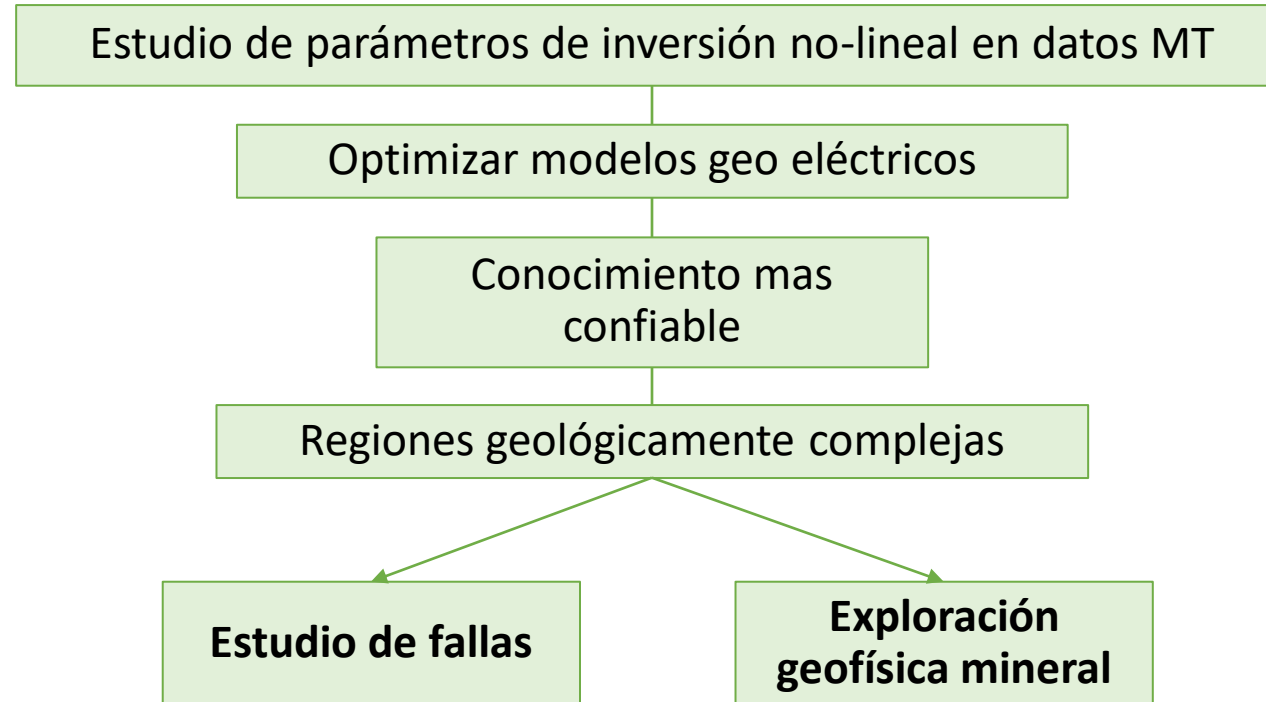 Estudio de parámetros de inversión no-lineal en datos MT
Optimizar modelos geo eléctricos
Conocimiento mas
confiable
Regiones geológicamente complejas
Estudio de fallas
Exploración
geofísica mineral